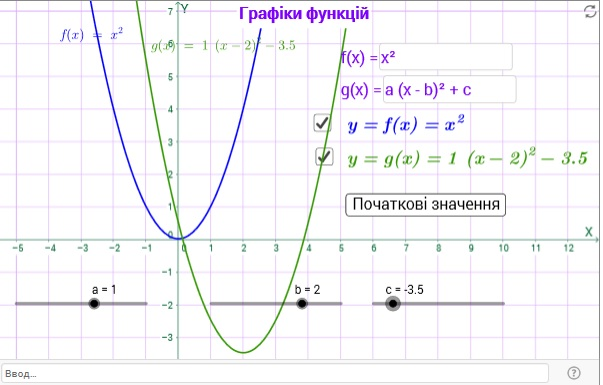 Графіки функцій
7
Y
f(x) = x²
g(x) = 1 (x − 2)² − 3.5
6
f(x) = x²
5
g(x) = a (x - b)² + c
4
y = f(x) = x²
3
y = g(x) = 1 (x − 2)² − 3.5
2
Початкові значення
1
X
0
−5 −4 −3 −2 −1 0 1 2 3 4 5 6 7 8 9 10 11 12
−1
a = 1 b = 2 c = -3.5
−2
−3
Ввод...
?